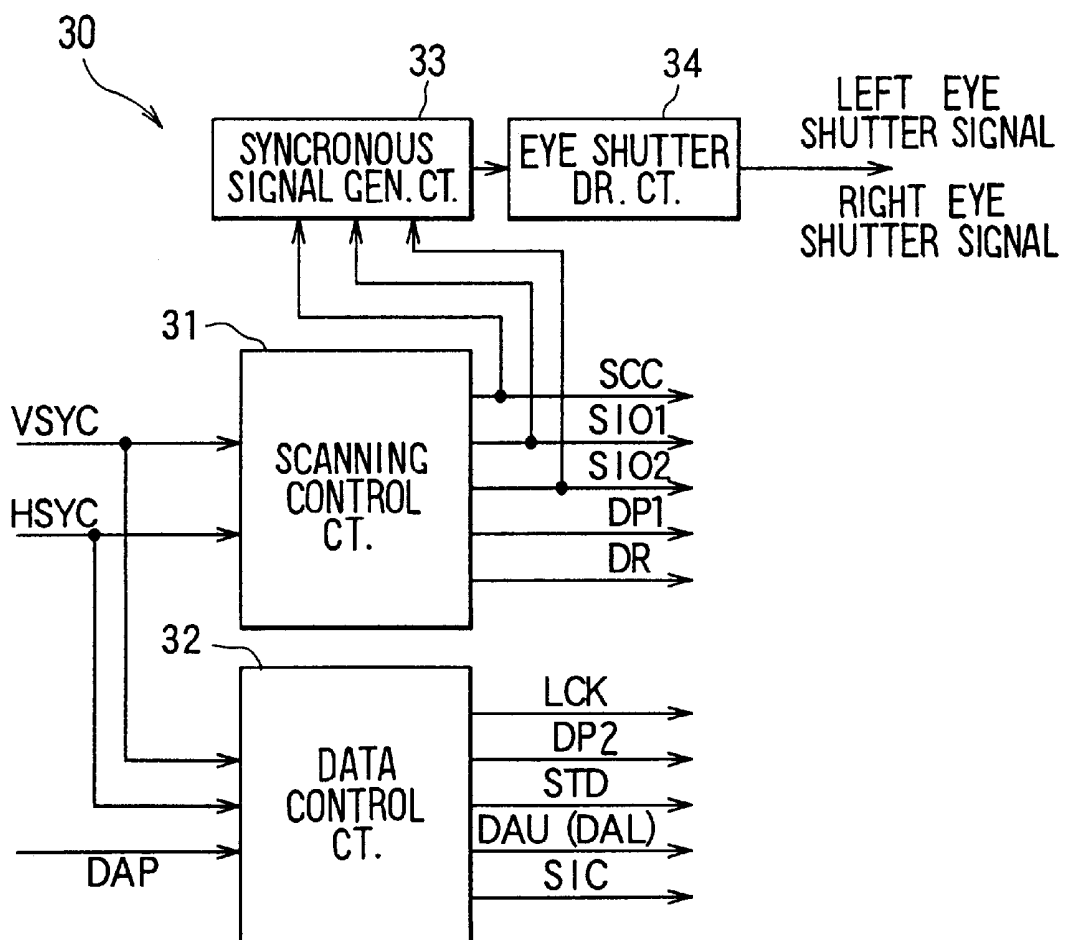 30
33
34
SYNCRONOUS
SIGNAL GEN. CT.
EYE SHUTTER
DR. CT.
LEFT EYE
SHUTTER SIGNAL
RIGHT EYE
SHUTTER SIGNAL
31
VSYC
HSYC
SCANNING
CONTROL
CT.
SCC
SIO1
SIO2
DP1
DR
32
DAP
DATA
CONTROL
CT.
LCK
DP2
STD
DAU (DAL)
SIC